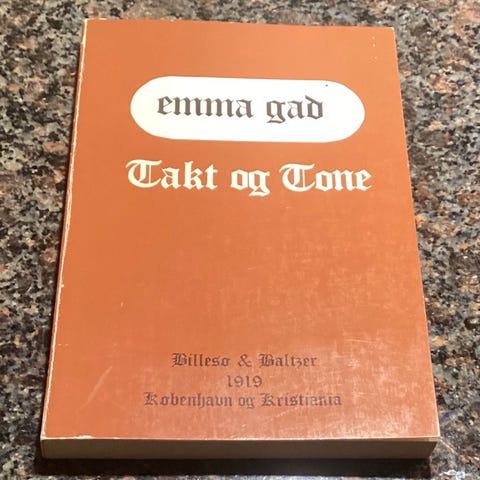 emma gad
Takt og Tone
Billesø & Baltzer
1919
København og Kristiania